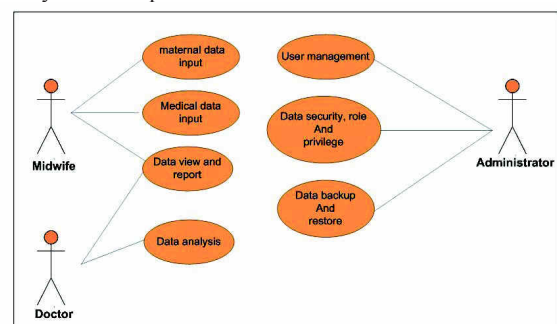 maternal data
input
User management
Medical data
input
Data security, role
And
privilege
Midwife
Administrator
Data view and
report
Data backup
And
restore
Data analysis
Doctor